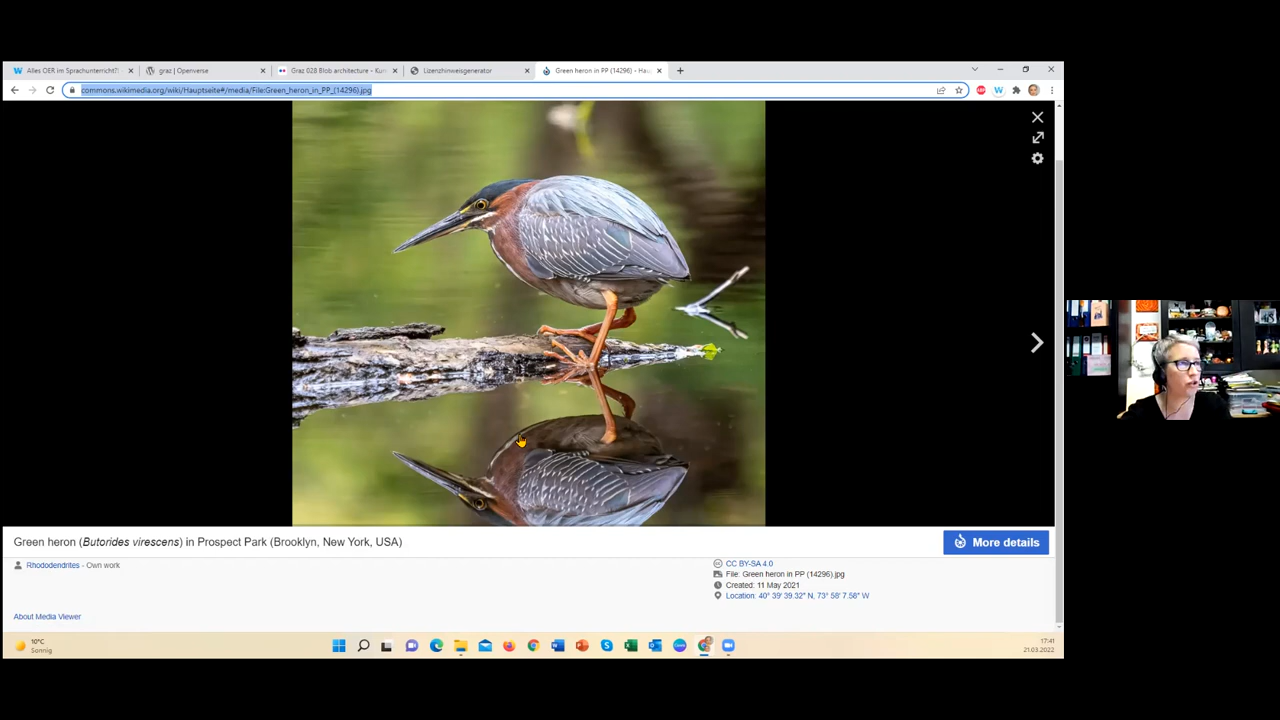 Alles OER im Sprachunterricht?!
graz | Openverse
Graz 028 Blob architecture - Kun
Lizenzhinweisgenerator
Green heron in PP (14296) – Hau
commons.wikimedia.org/wiki/Hauptseite#/media/File:Green_heron_in_PP_(14296).jpg
Green heron (Butorides virescens) in Prospect Park (Brooklyn, New York, USA)
More details
Rhododendrites - Own work
CC BY-SA 4.0
File: Green heron in PP (14296).jpg
Created: 11 May 2021
Location: 40° 39′ 39.32″ N, 73° 58′ 7.58″ W
About Media Viewer
10°C
Sonnig
17:41
21.03.2022